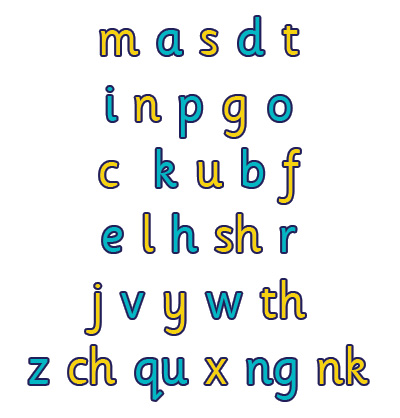 m a s d t
i n p g o
c k u b f
e l h sh r
j v y w th
z ch qu x ng nk